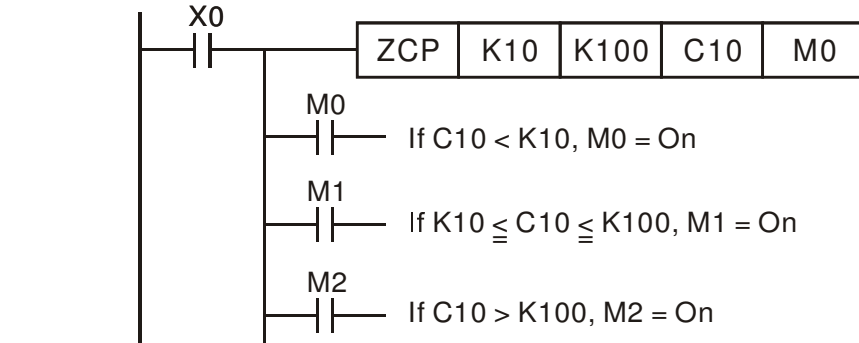 X0
ZCP K10 K100 C10 M0
M0
If C10 < K10, M0 = On
M1
If K10 ≦ C10 ≦ K100, M1 = On
M2
If C10 > K100, M2 = On